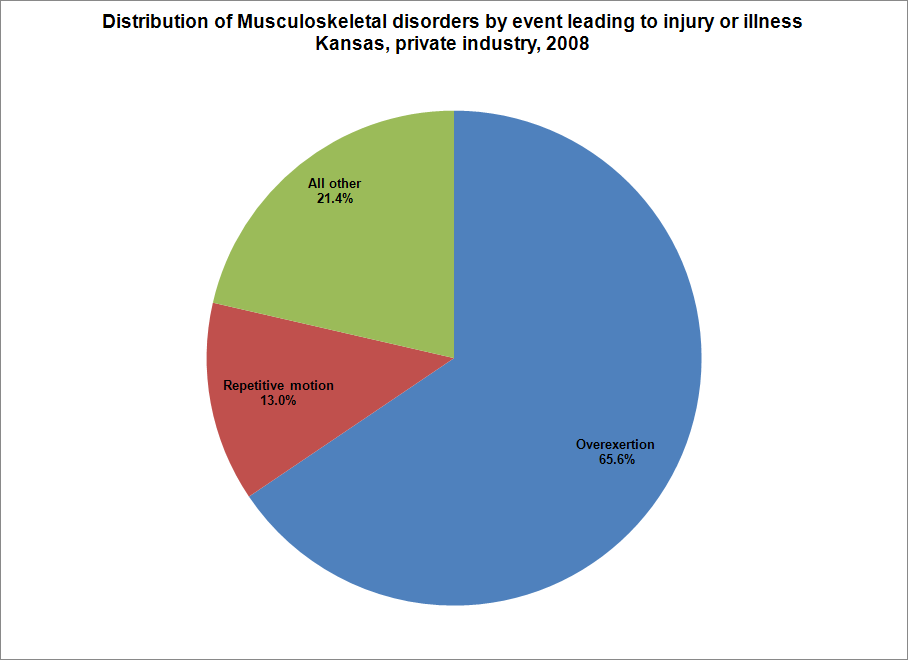 Distribution of Musculoskeletal disorders by event leading to injury or illness
Kansas, private industry, 2008
All other
21.4%
Repetitive motion
13.0%
Overexertion
65.6%